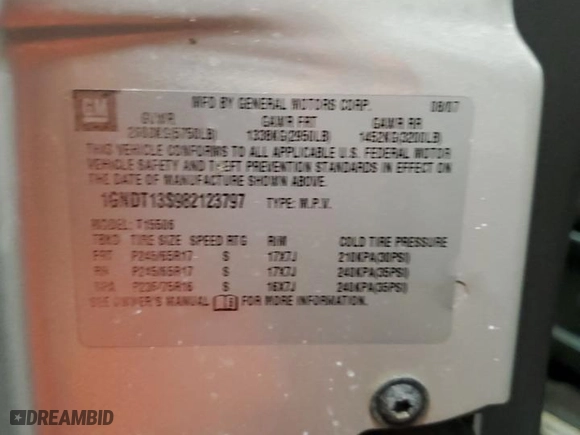 GM
MFD BY GENERAL MOTORS CORP. 08/07
GVWR GAWR FRT GAWR RR
2608KG(5750LB) 1338KG(2950LB) 1452KG(3200LB)
THIS VEHICLE CONFORMS TO ALL APPLICABLE U.S. FEDERAL MOTOR
VEHICLE SAFETY AND THEFT PREVENTION STANDARDS IN EFFECT ON
THE DATE OF MANUFACTURE SHOWN ABOVE.
1GNDT13S982123797 TYPE: M.P.V.
MODEL: T15506
TIRE SIZE SPEED RTG RIM COLD TIRE PRESSURE
FRT P245/65R17 S 17X7J 210KPA(30PSI)
RR P245/65R17 S 17X7J 240KPA(35PSI)
SPA P235/75R16 S 16X7J 240KPA(35PSI)
SEE OWNER'S MANUAL FOR MORE INFORMATION.
DREAMBID